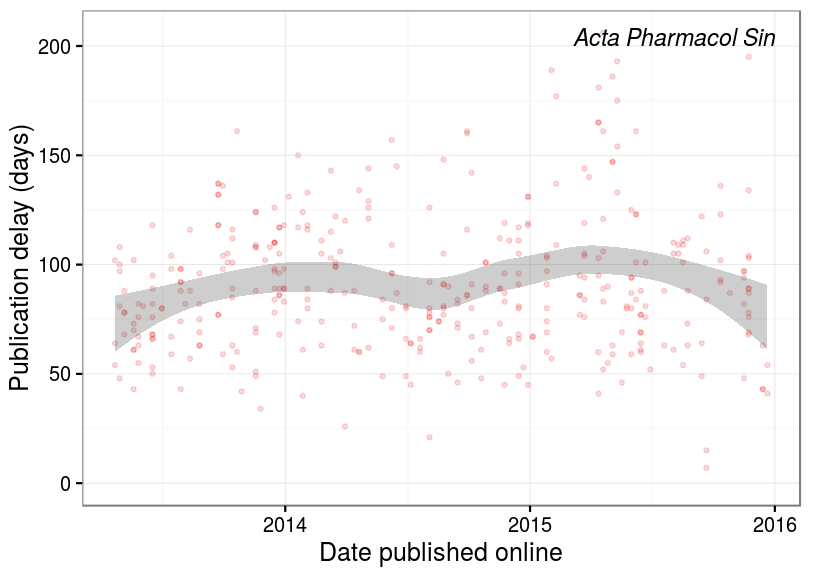 Acta Pharmacol Sin
Publication delay (days)
200
150
100
50
0
2014
2015
2016
Date published online